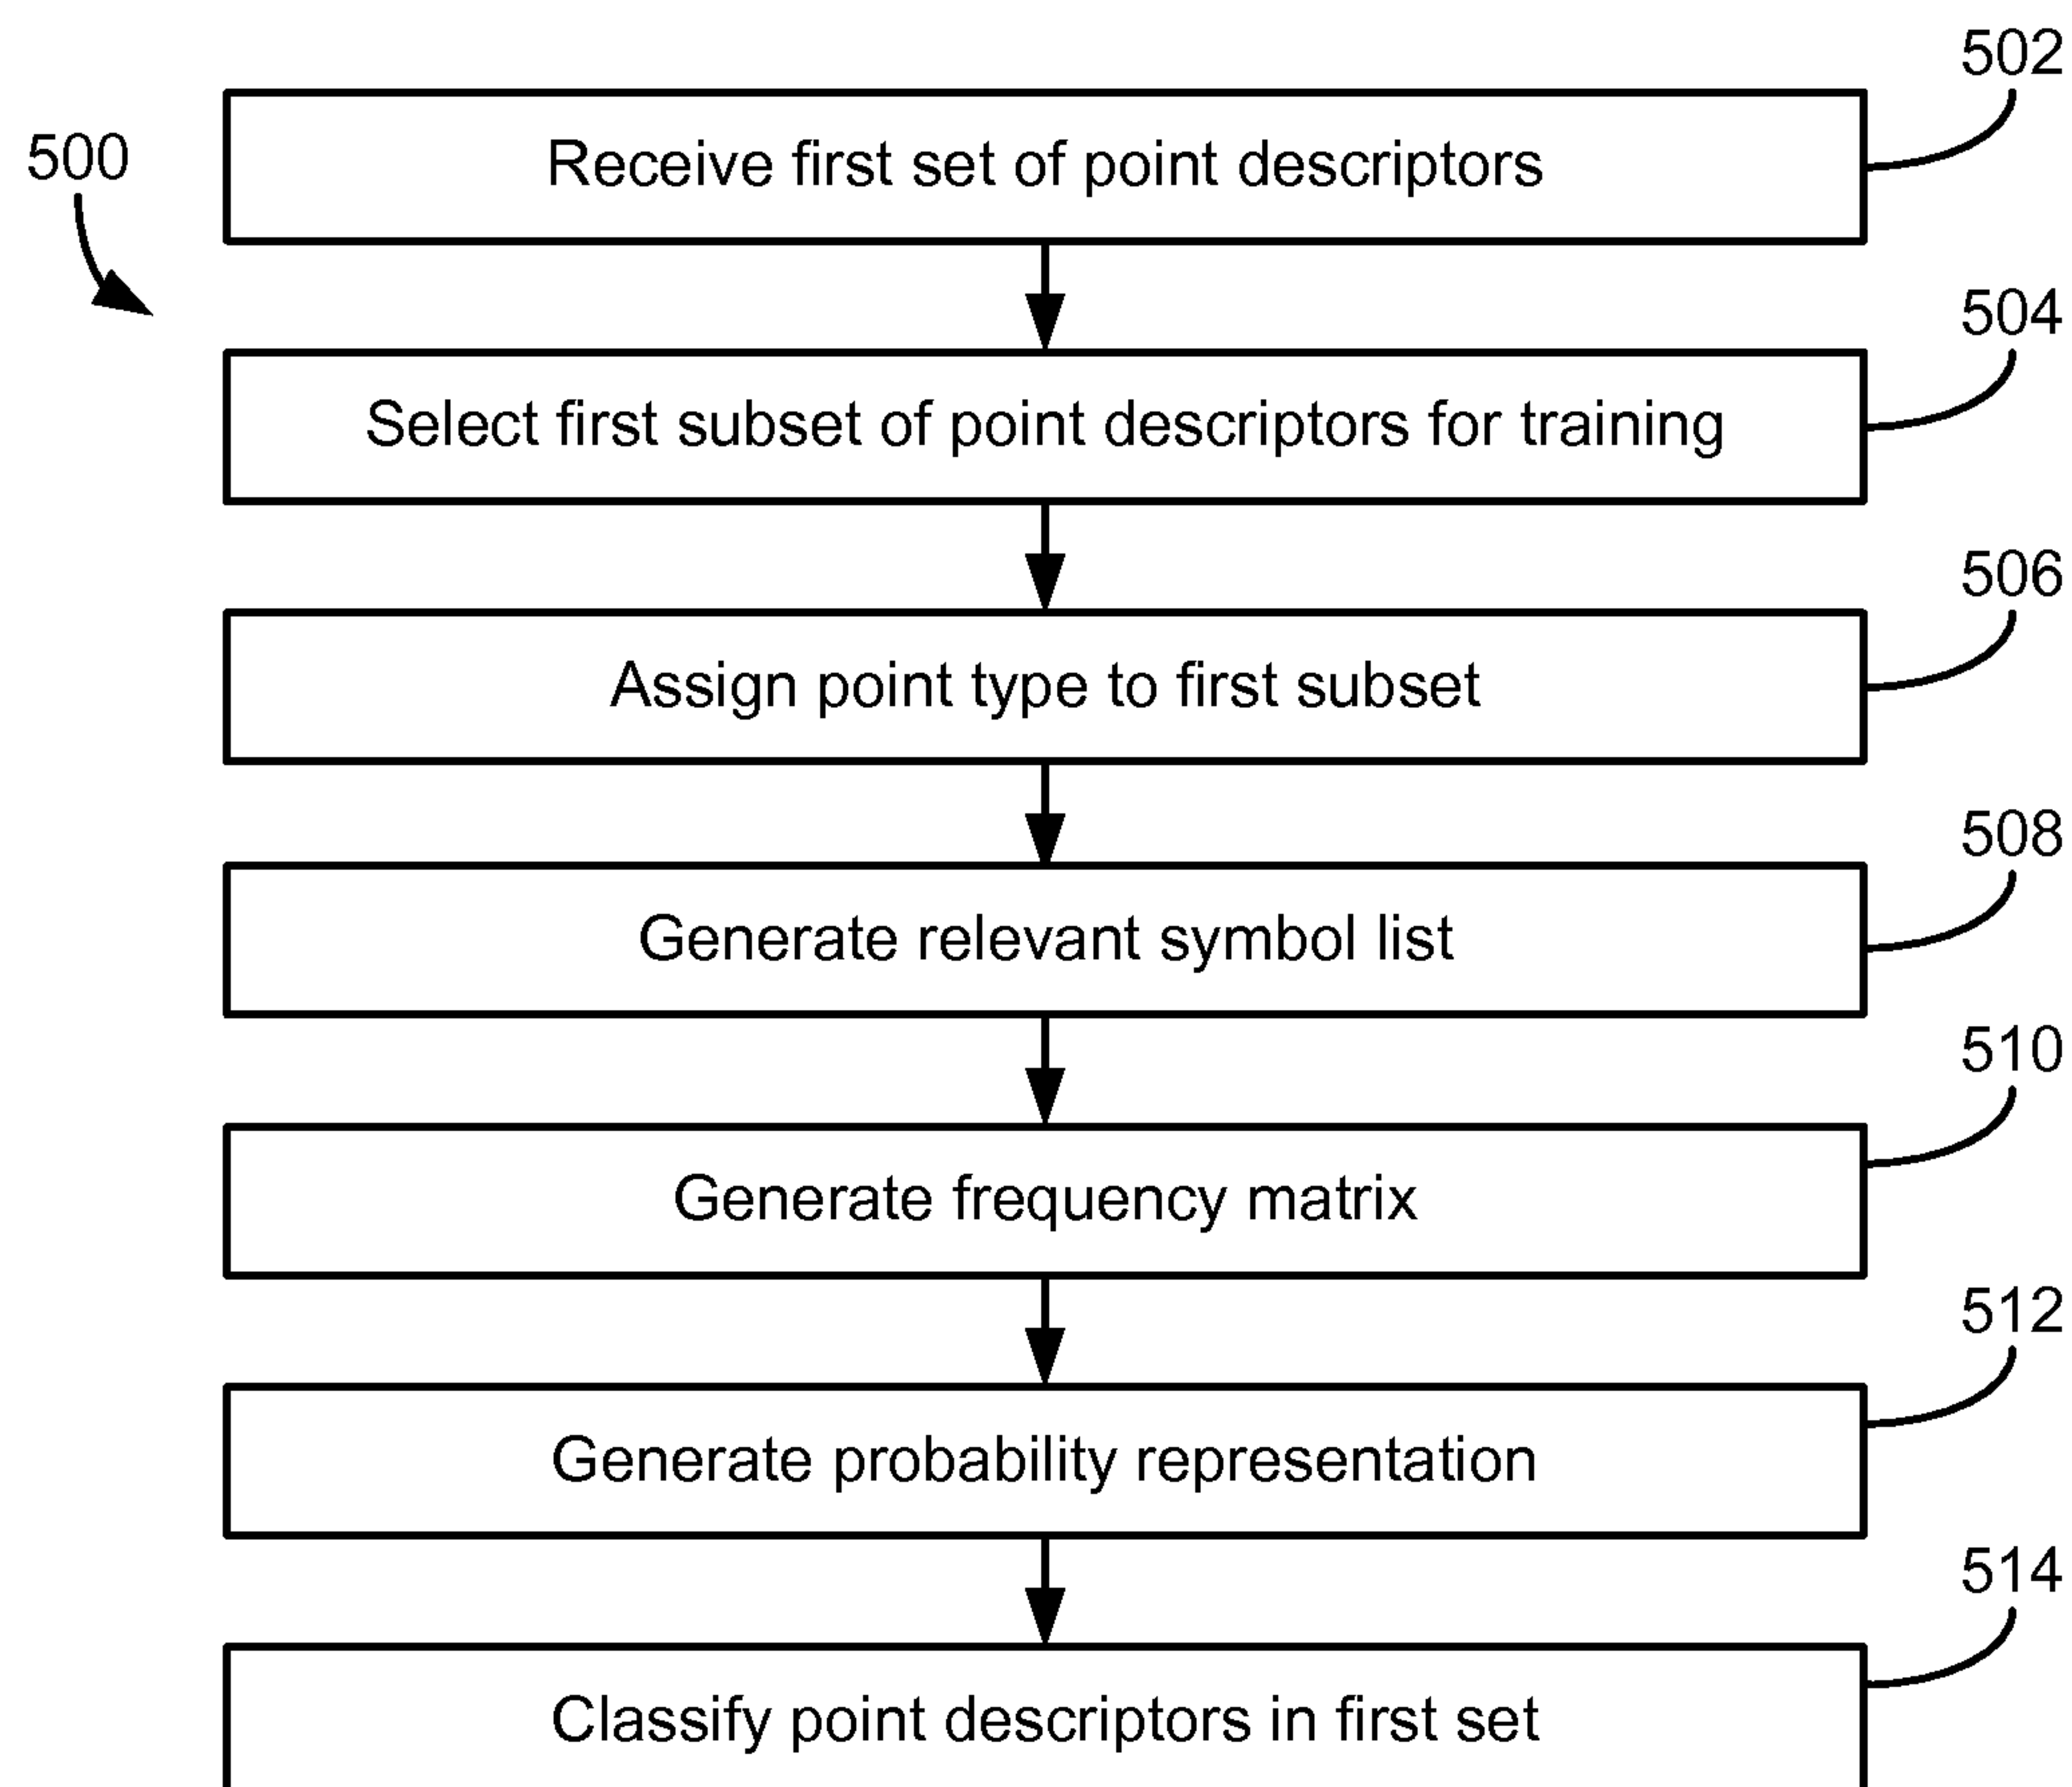 502
500
Receive first set of point descriptors
504
Select first subset of point descriptors for training
506
Assign point type to first subset
508
Generate relevant symbol list
510
Generate frequency matrix
512
Generate probability representation
514
Classify point descriptors in first set